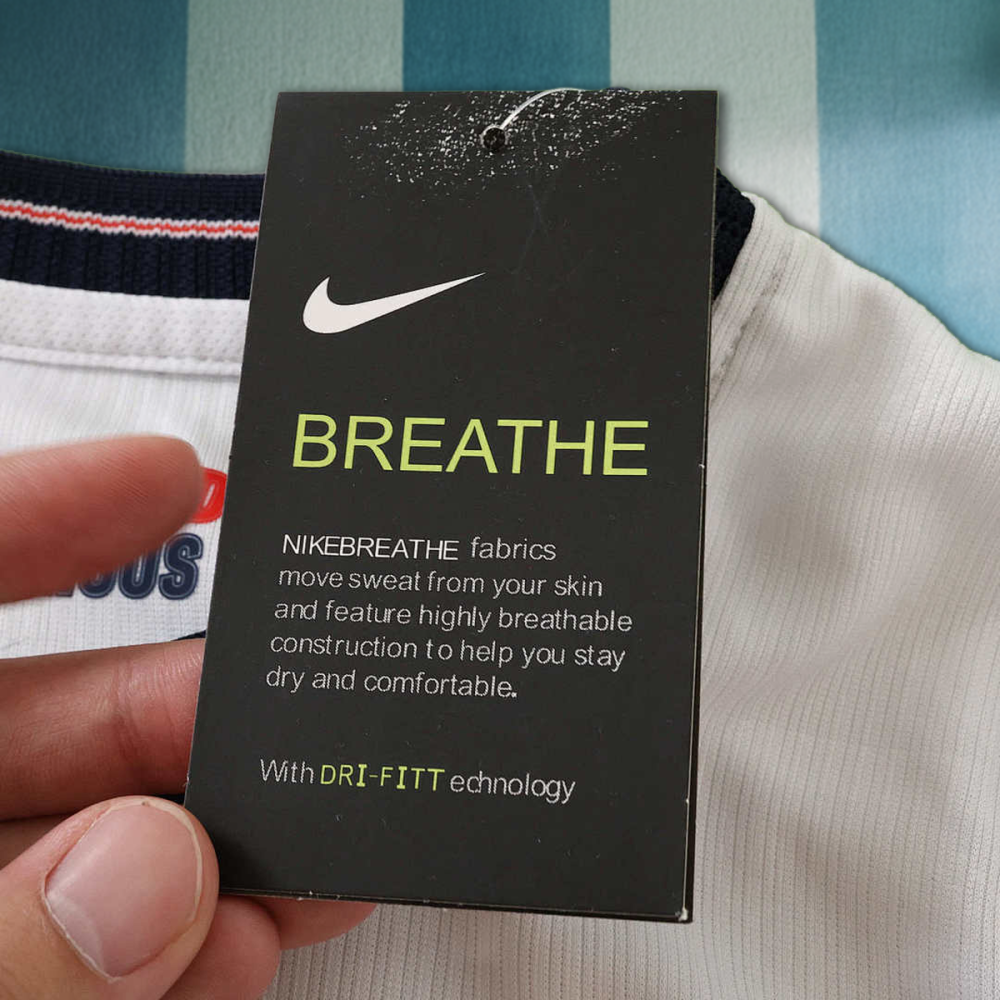 BREATHE
NIKEBREATHE fabrics
move sweat from your skin
and feature highly breathable
construction to help you stay
dry and comfortable.
With DRI-FITT echnology